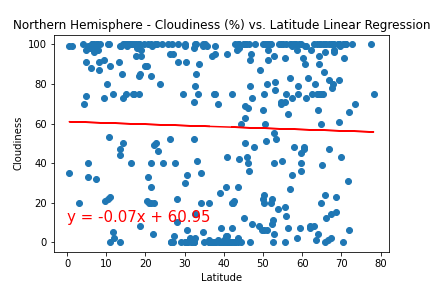 Northern Hemisphere - Cloudiness (%) vs. Latitude Linear Regression
100
80
60
40
20
0
Cloudiness
y = -0.07x + 60.95
0 10 20 30 40 50 60 70 80
Latitude